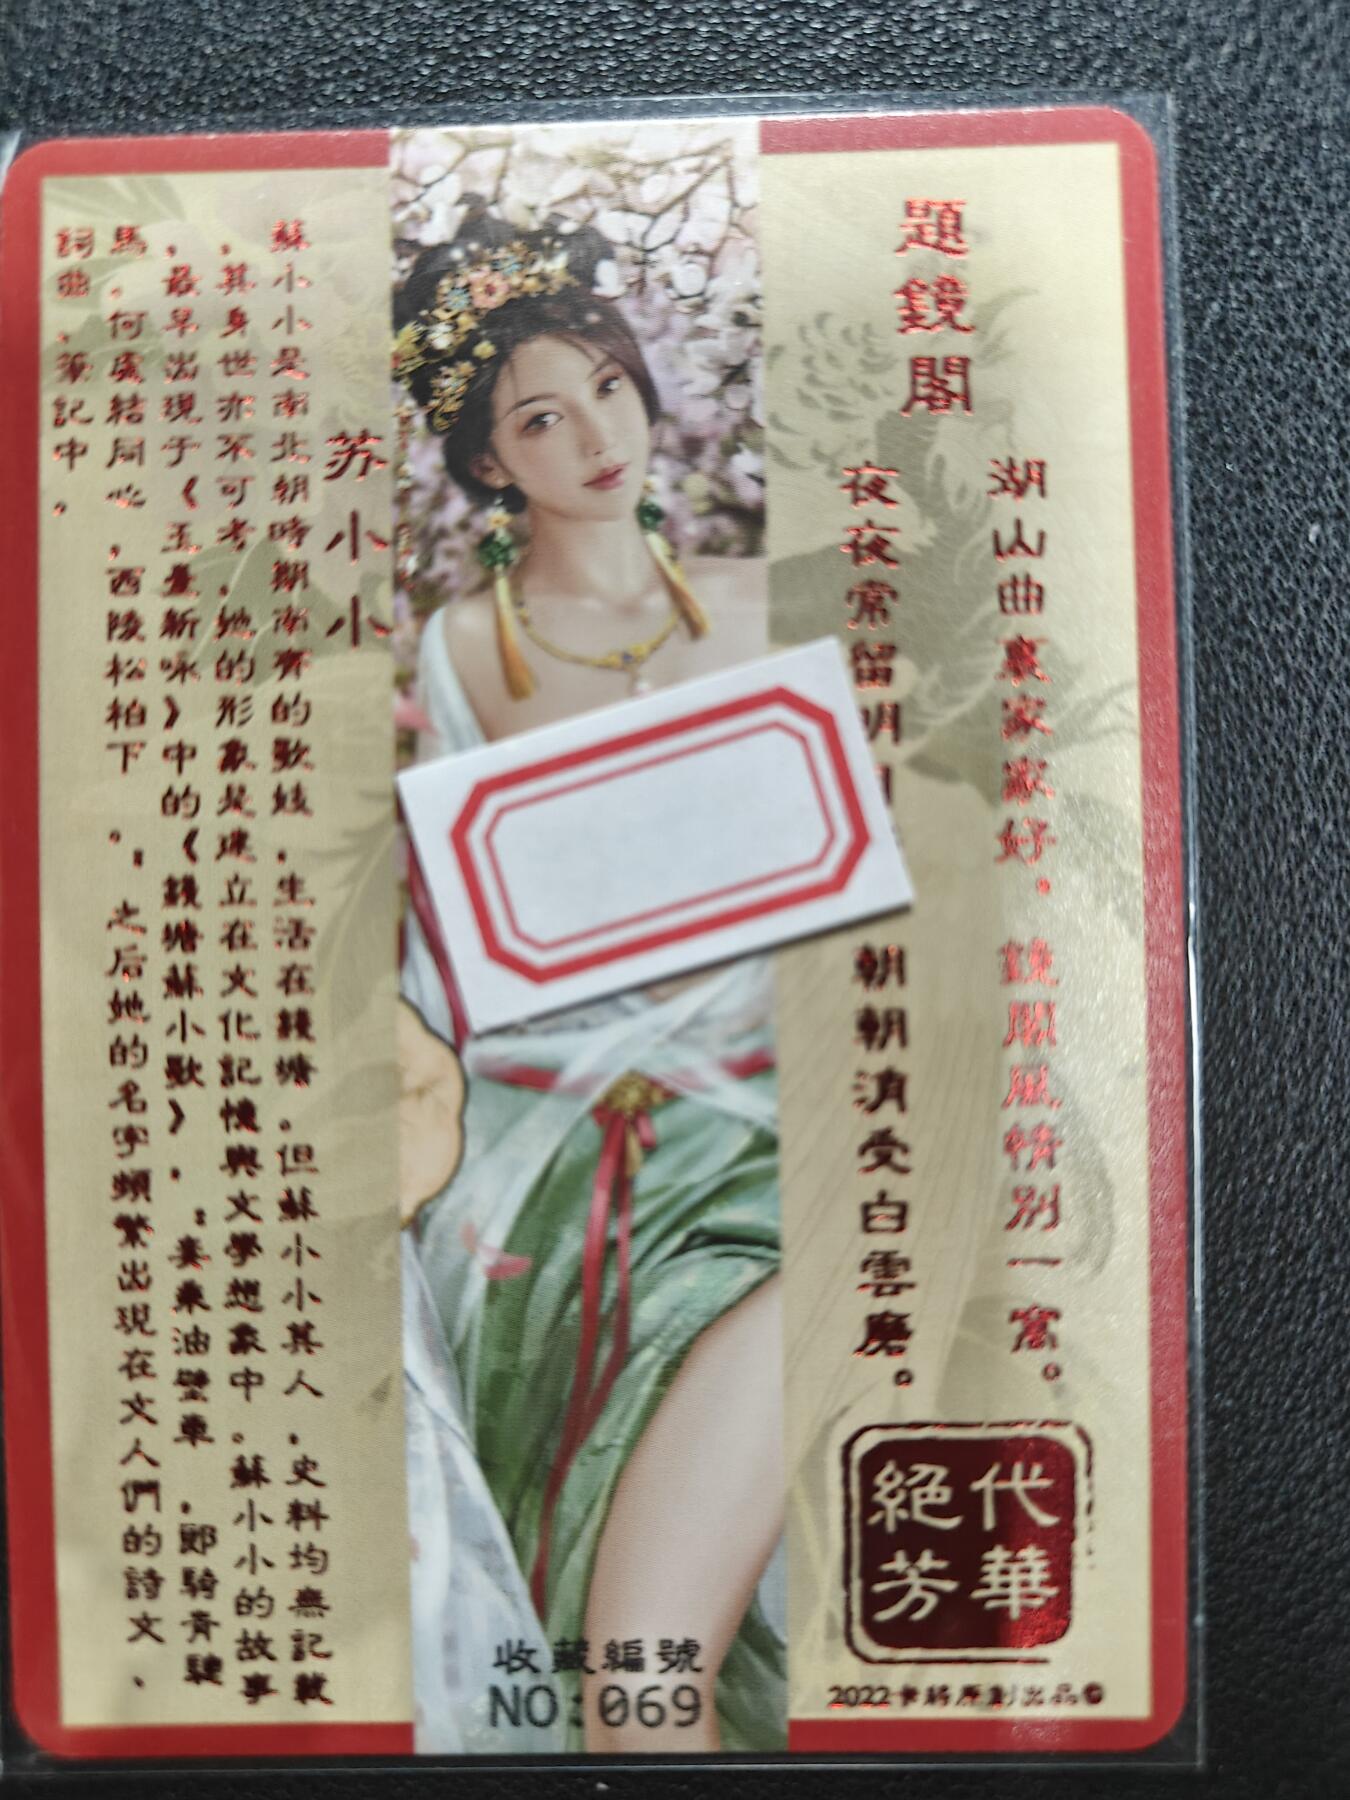 題鏡閣
湖山曲裏家家好，鏡閣風情別一窩。
夜夜常留明 朝朝消受白雲磨。
代華
絕芳
2022卡將原創出品
苏小小
蘇小小是南北朝時期南齊的歌妓，生活在錢塘。但蘇小小其人，史料均無記載
，其身世亦不可考，她的形象是建立在文化記憶與文學想象中。蘇小小的故事
，最早出現于《玉臺新咏》中的《錢塘蘇小歌》，：妾乘油壁車，郎騎青驄
馬。何處結同心，西陵松柏下。：之后她的名字頻繁出現在文人們的詩文、
詞曲、筆記中。
收藏編號
NO:069